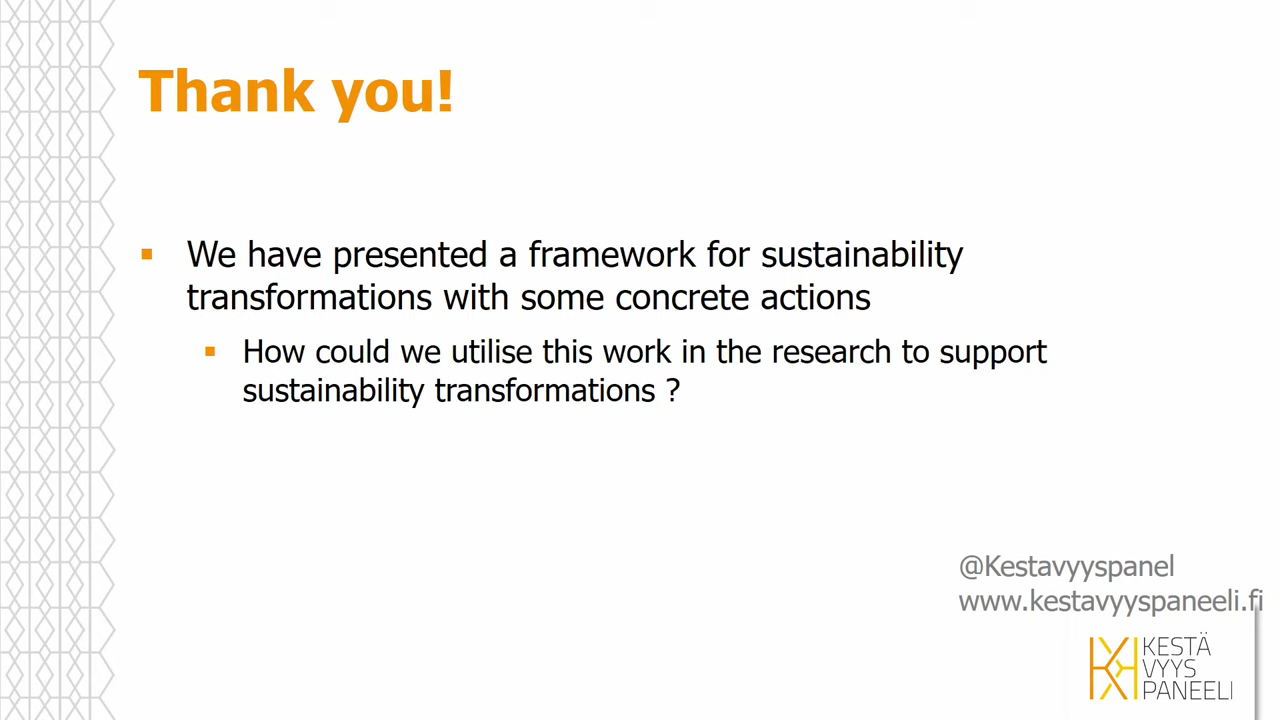 Thank you!
We have presented a framework for sustainability
transformations with some concrete actions
How could we utilise this work in the research to support
sustainability transformations ?
@Kestavyyspanel
www.kestavyyspaneeli.fi
KESTÄ
VYYS
PANEELI